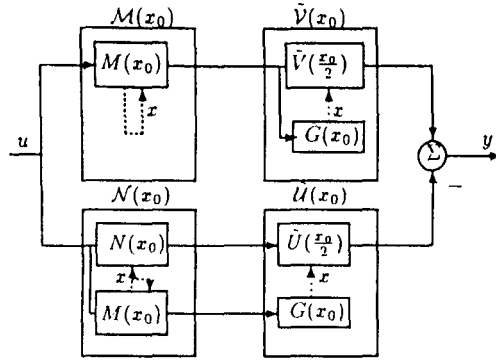 𝓜(x₀)
Ṽ(x₀)
M(x₀)
x
Ṽ(x₀/2)
x
G(x₀)
u
Σ
y
−
𝓝(x₀)
Ũ(x₀)
N(x₀)
x
M(x₀)
Ũ(x₀/2)
x
G(x₀)